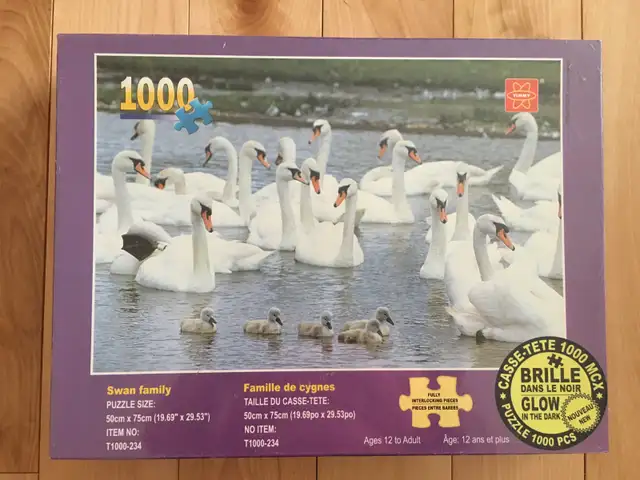 1000
TOMMY
Swan family
PUZZLE SIZE:
50cm x 75cm (19.69" x 29.53")
ITEM NO:
T1000-234
Famille de cygnes
TAILLE DU CASSE-TETE:
50cm x 75cm (19.69po x 29.53po)
NO ITEM:
T1000-234
FULLY
INTERLOCKING PIECES
PIECES ENTRE BARREE
Ages 12 to Adult
Âge: 12 ans et plus
CASSE-TETE 1000 MCX
BRILLE
DANS LE NOIR
GLOW
IN THE DARK
NOUVEAU
NEW
PUZZLE 1000 PCS